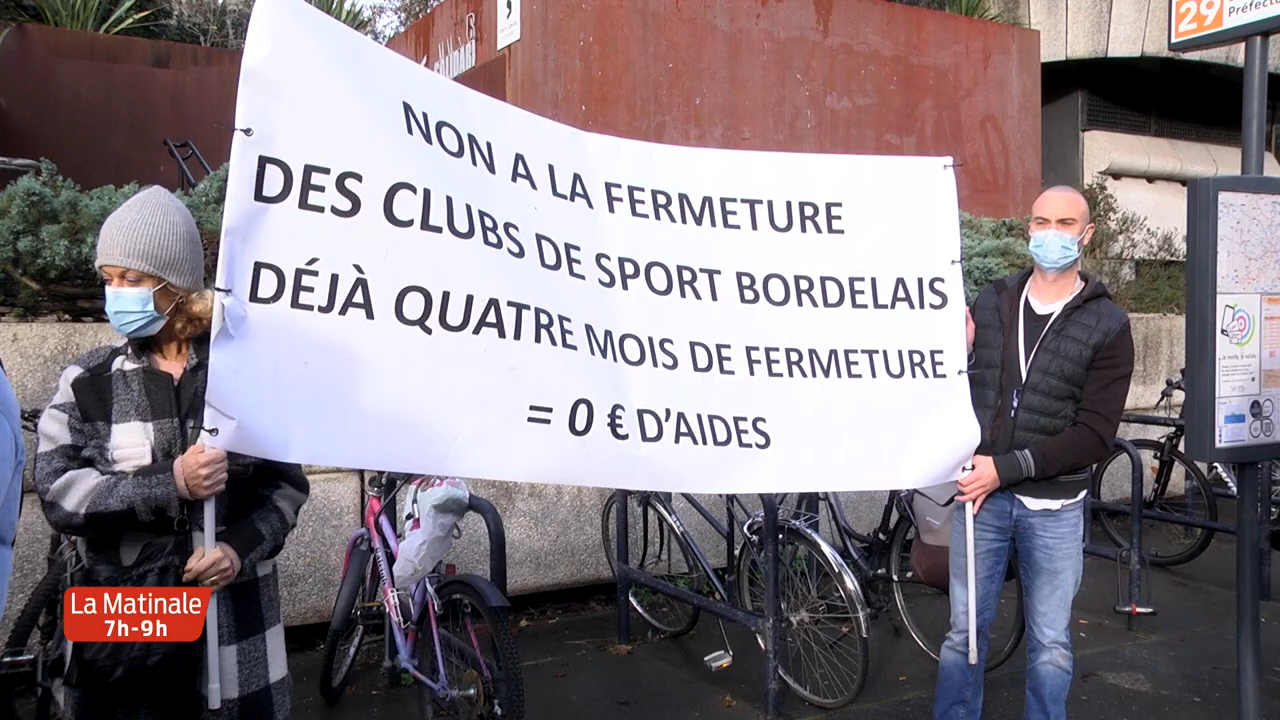 29
NON A LA FERMETURE
DES CLUBS DE SPORT BORDELAIS
DÉJÀ QUATRE MOIS DE FERMETURE
= 0 € D'AIDES
La Matinale
7h-9h